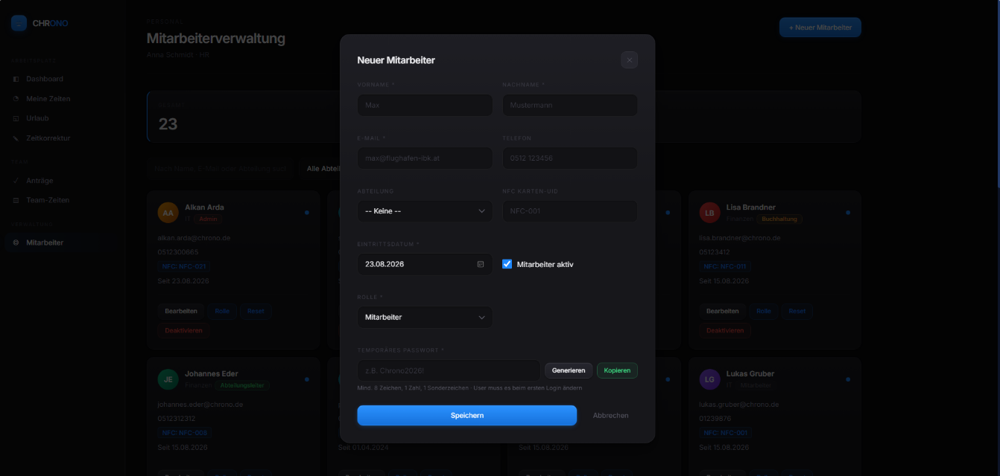 CHRONO
PERSONAL
Mitarbeiterverwaltung
Anna Schmidt · HR
+ Neuer Mitarbeiter
Dashboard
Meine Zeiten
Urlaub
Zeitkorrektur
TEAM
Anträge
Team-Zeiten
VERWALTUNG
Mitarbeiter
GESAMT
23
Nach Name, E-Mail oder Abteilung suchen
Alle Abteil
Neuer Mitarbeiter
×
VORNAME *
NACHNAME *
Max
Mustermann
E-MAIL *
TELEFON
max@flughafen-ibk.at
0512 123456
ABTEILUNG
NFC KARTEN-UID
-- Keine --
NFC-001
EINTRITTSDATUM *
23.08.2026
Mitarbeiter aktiv
ROLLE *
Mitarbeiter
TEMPORÄRES PASSWORT *
z.B. Chrono2026!
Generieren
Kopieren
Mind. 8 Zeichen, 1 Zahl, 1 Sonderzeichen · User muss es beim ersten Login ändern
Speichern
Abbrechen
AA
Alkan Arda
IT
Admin
alkan.arda@chrono.de
0512300665
NFC: NFC-021
Seit 23.08.2026
Bearbeiten
Rolle
Reset
Deaktivieren
LB
Lisa Brandner
Finanzen
Buchhaltung
lisa.brandner@chrono.de
05123412
NFC: NFC-011
Seit 15.08.2026
Bearbeiten
Rolle
Reset
Deaktivieren
JE
Johannes Eder
Finanzen
Abteilungsleiter
johannes.eder@chrono.de
0512312312
NFC: NFC-008
Seit 15.08.2026
Seit 01.04.2024
Seit 15.08.2026
LG
Lukas Gruber
IT
Mitarbeiter
lukas.gruber@chrono.de
01239876
NFC: NFC-001
Seit 15.08.2026